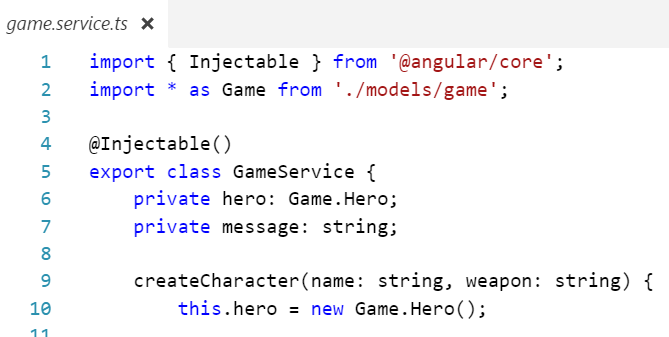 game.service.ts ×
1 import { Injectable } from '@angular/core';
2 import * as Game from './models/game';
3
4 @Injectable()
5 export class GameService {
6     private hero: Game.Hero;
7     private message: string;
8
9     createCharacter(name: string, weapon: string) {
10         this.hero = new Game.Hero();
11